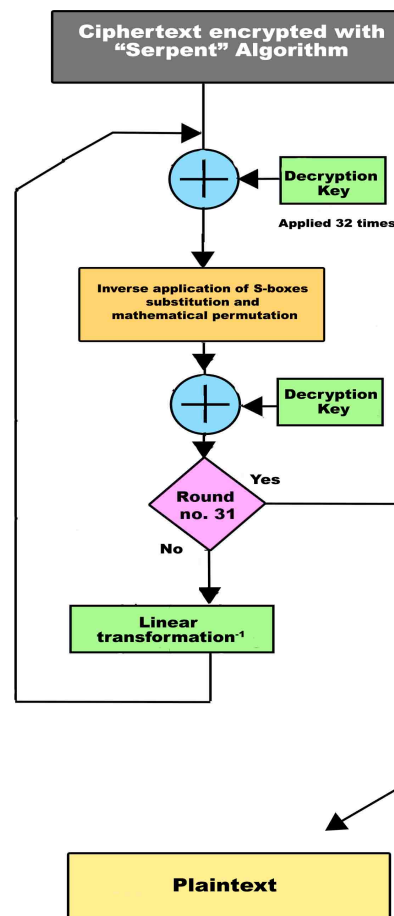 Ciphertext encrypted with
“Serpent” Algorithm
Decryption
Key
Applied 32 times
Inverse application of S-boxes
substitution and
mathematical permutation
Decryption
Key
Round
no. 31
Yes
No
Linear
transformation⁻¹
Plaintext